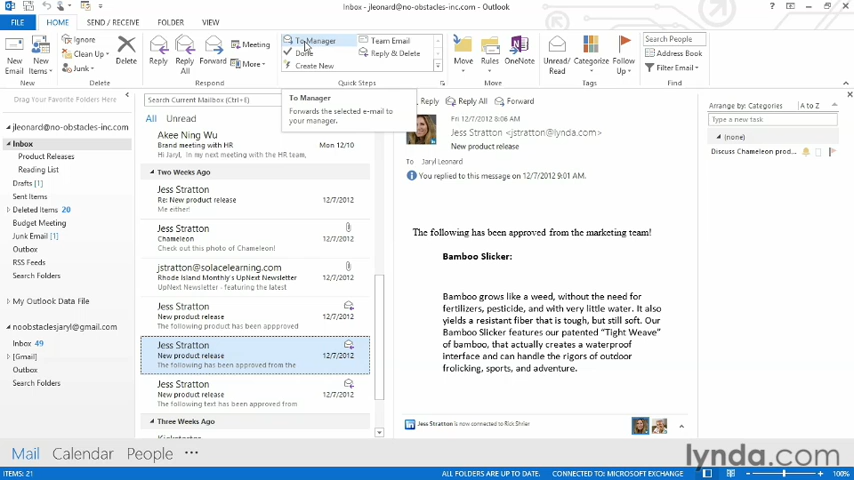 Inbox - jleonard@no-obstacles-inc.com - Outlook
FILE HOME SEND / RECEIVE FOLDER VIEW
New Email
New Items
Ignore
Clean Up
Junk
Delete
Reply
Reply All
Forward
Meeting
More
To Manager
Done
Create New
Team Email
Reply & Delete
Move
Rules
OneNote
Unread/ Read
Categorize
Follow Up
Search People
Address Book
Filter Email
New
Delete
Respond
Quick Steps
Move
Tags
Find
To Manager
Forwards the selected e-mail to
your manager.
Drag Your Favorite Folders Here
jleonard@no-obstacles-inc.com
Inbox
Product Releases
Reading List
Drafts [1]
Sent Items
Deleted Items 20
Budget Meeting
Junk Email [1]
Outbox
RSS Feeds
Search Folders
My Outlook Data File
noobstaclesjaryl@gmail.com
Inbox 49
[Gmail]
Outbox
Search Folders
Search Current Mailbox (Ctrl+E)
All Unread
Akee Ning Wu
Brand meeting with HR Mon 12/10
Hi Jaryl, In my next meeting with the HR team,
Two Weeks Ago
Jess Stratton
Re: New product release 12/7/2012
Me either!
Jess Stratton
Chameleon 12/7/2012
Check out this photo of Chameleon!
jstratton@solacelearning.com
Rhode Island Monthly's UpNext Newsletter 12/7/2012
UpNext Newsletter - featuring the latest
Jess Stratton
New product release 12/7/2012
The following product has been approved
Jess Stratton
New product release 12/7/2012
The following has been approved from the
Jess Stratton
New product release 12/7/2012
The following text has been approved from
Three Weeks Ago
Reply Reply All Forward
Fri 12/7/2012 8:06 AM
Jess Stratton <jstratton@lynda.com>
New product release
To Jaryl Leonard
You replied to this message on 12/7/2012 9:01 AM.
The following has been approved from the marketing team!
Bamboo Slicker:
Bamboo grows like a weed, without the need for
fertilizers, pesticide, and with very little water. It also
yields a resistant fiber that is tough, but still soft. Our
Bamboo Slicker features our patented "Tight Weave"
of bamboo, that actually creates a waterproof
interface and can handle the rigors of outdoor
frolicking, sports, and adventure.
in Jess Stratton is now connected to Rick Shriler
Arrange by: Categories A to Z
Type a new task
(none)
Discuss Chameleon prod...
Mail Calendar People
lynda.com
ITEMS: 21 ALL FOLDERS ARE UP TO DATE. CONNECTED TO: MICROSOFT EXCHANGE 100%